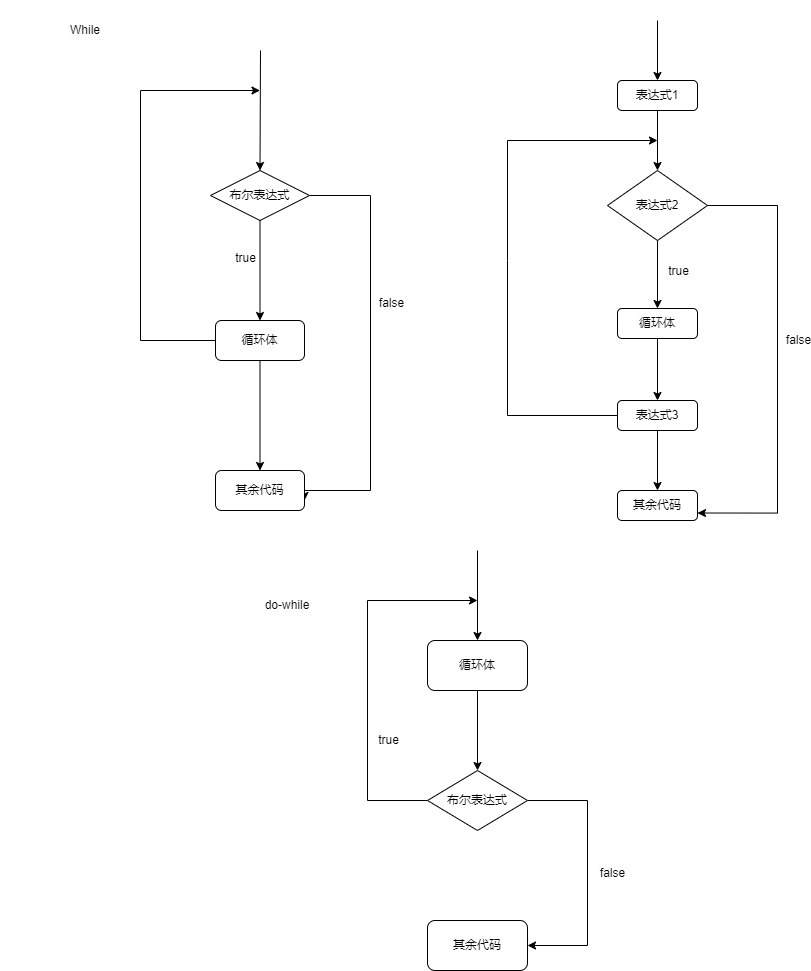 While
布尔表达式
true
false
循环体
其余代码
表达式1
表达式2
true
循环体
false
表达式3
其余代码
do-while
循环体
true
布尔表达式
false
其余代码